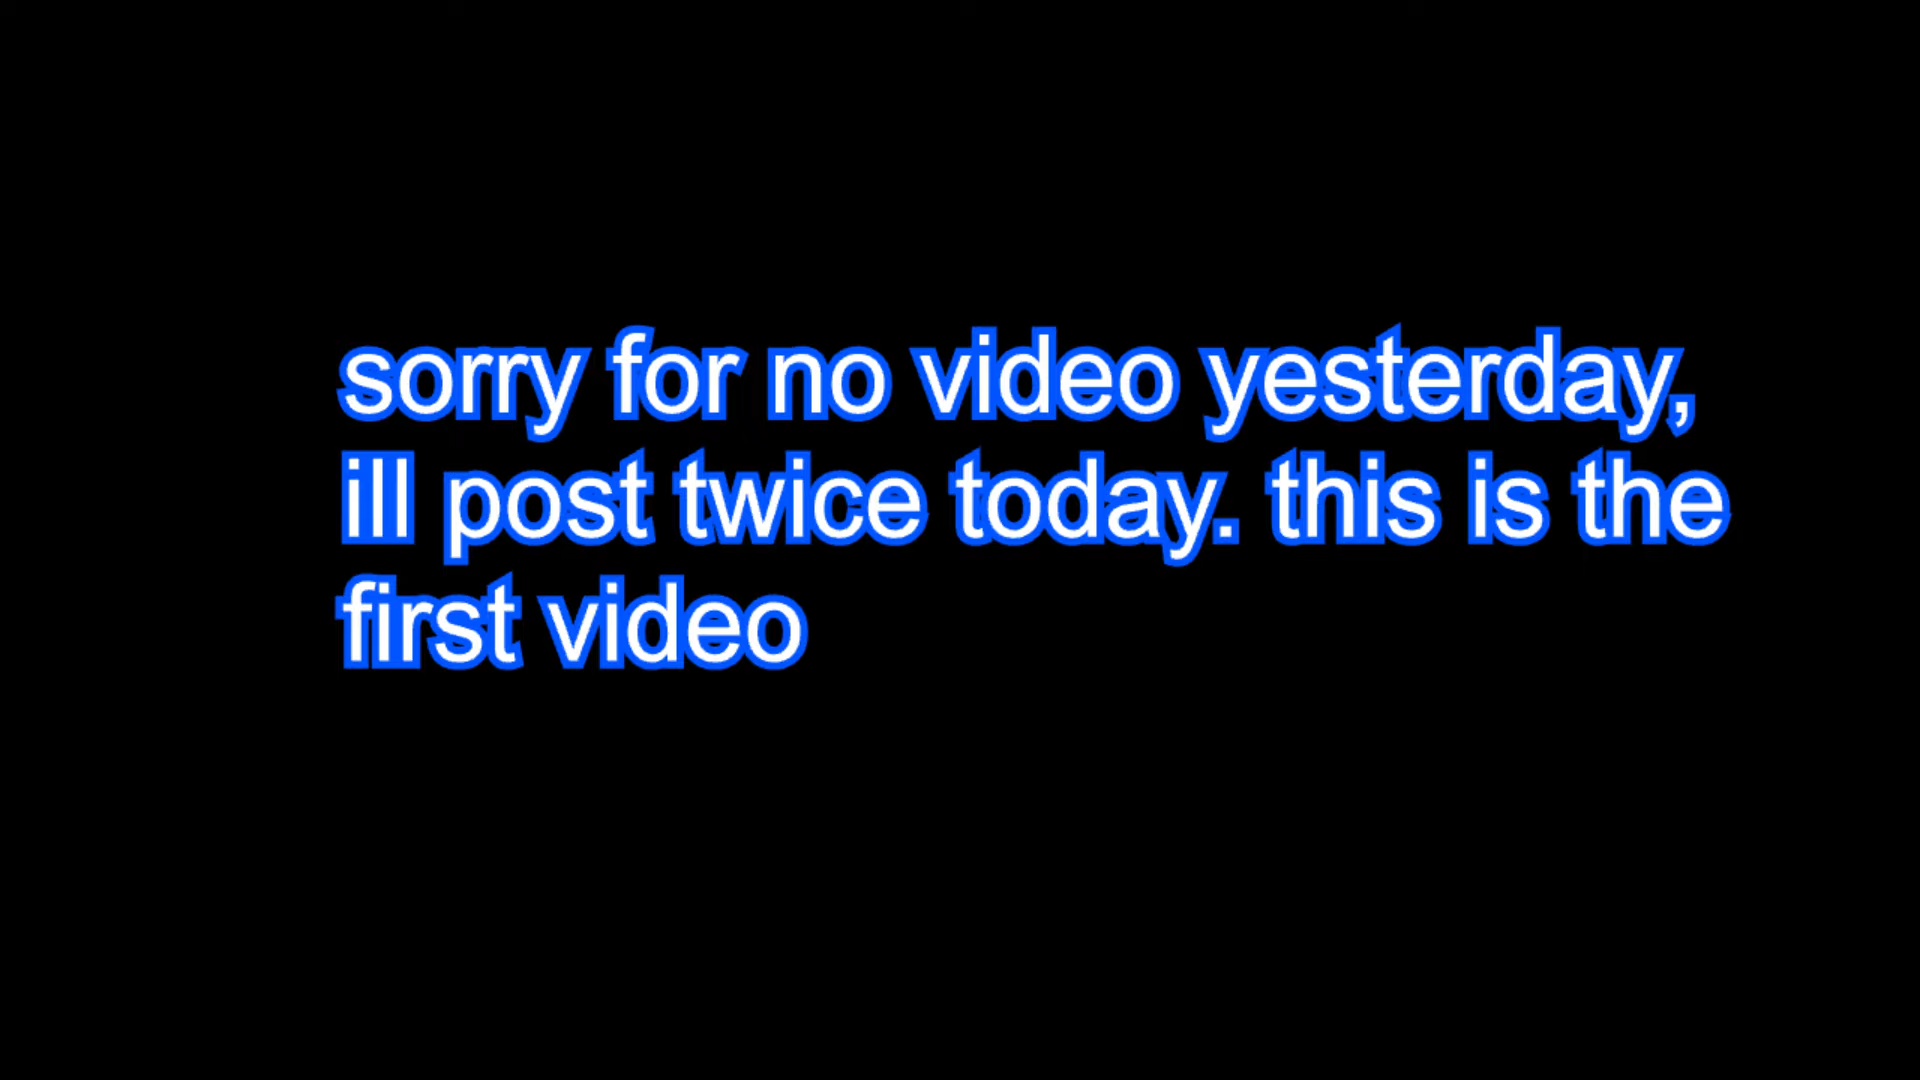 sorry for no video yesterday,
ill post twice today. this is the
first video